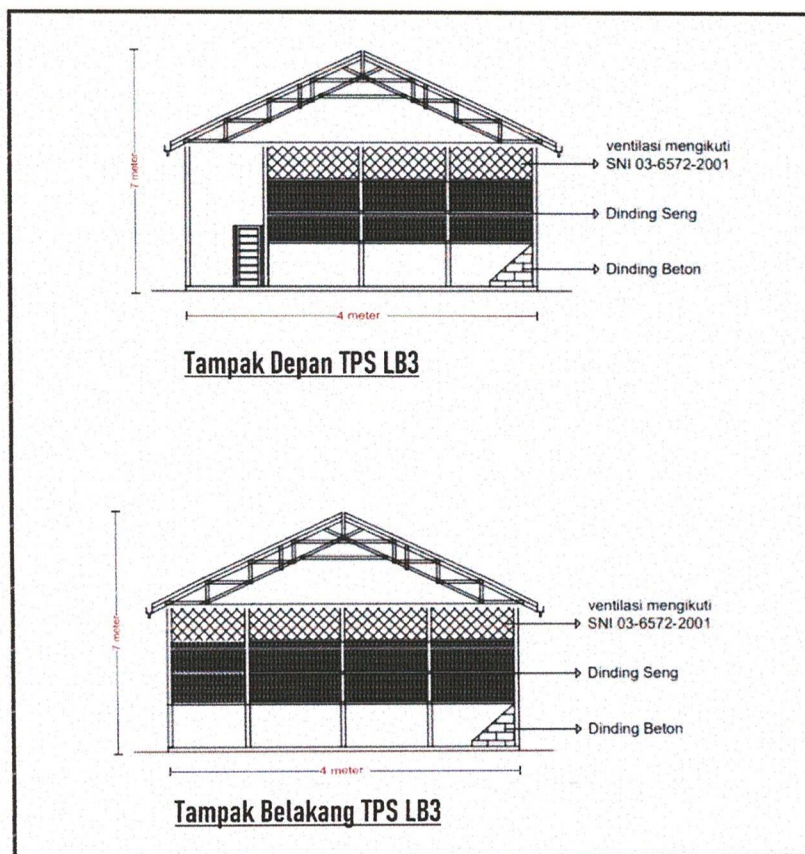 7 meter
ventilasi mengikuti
SNI 03-6572-2001
Dinding Seng
Dinding Beton
4 meter
Tampak Depan TPS LB3
7 meter
ventilasi mengikuti
SNI 03-6572-2001
Dinding Seng
Dinding Beton
4 meter
Tampak Belakang TPS LB3